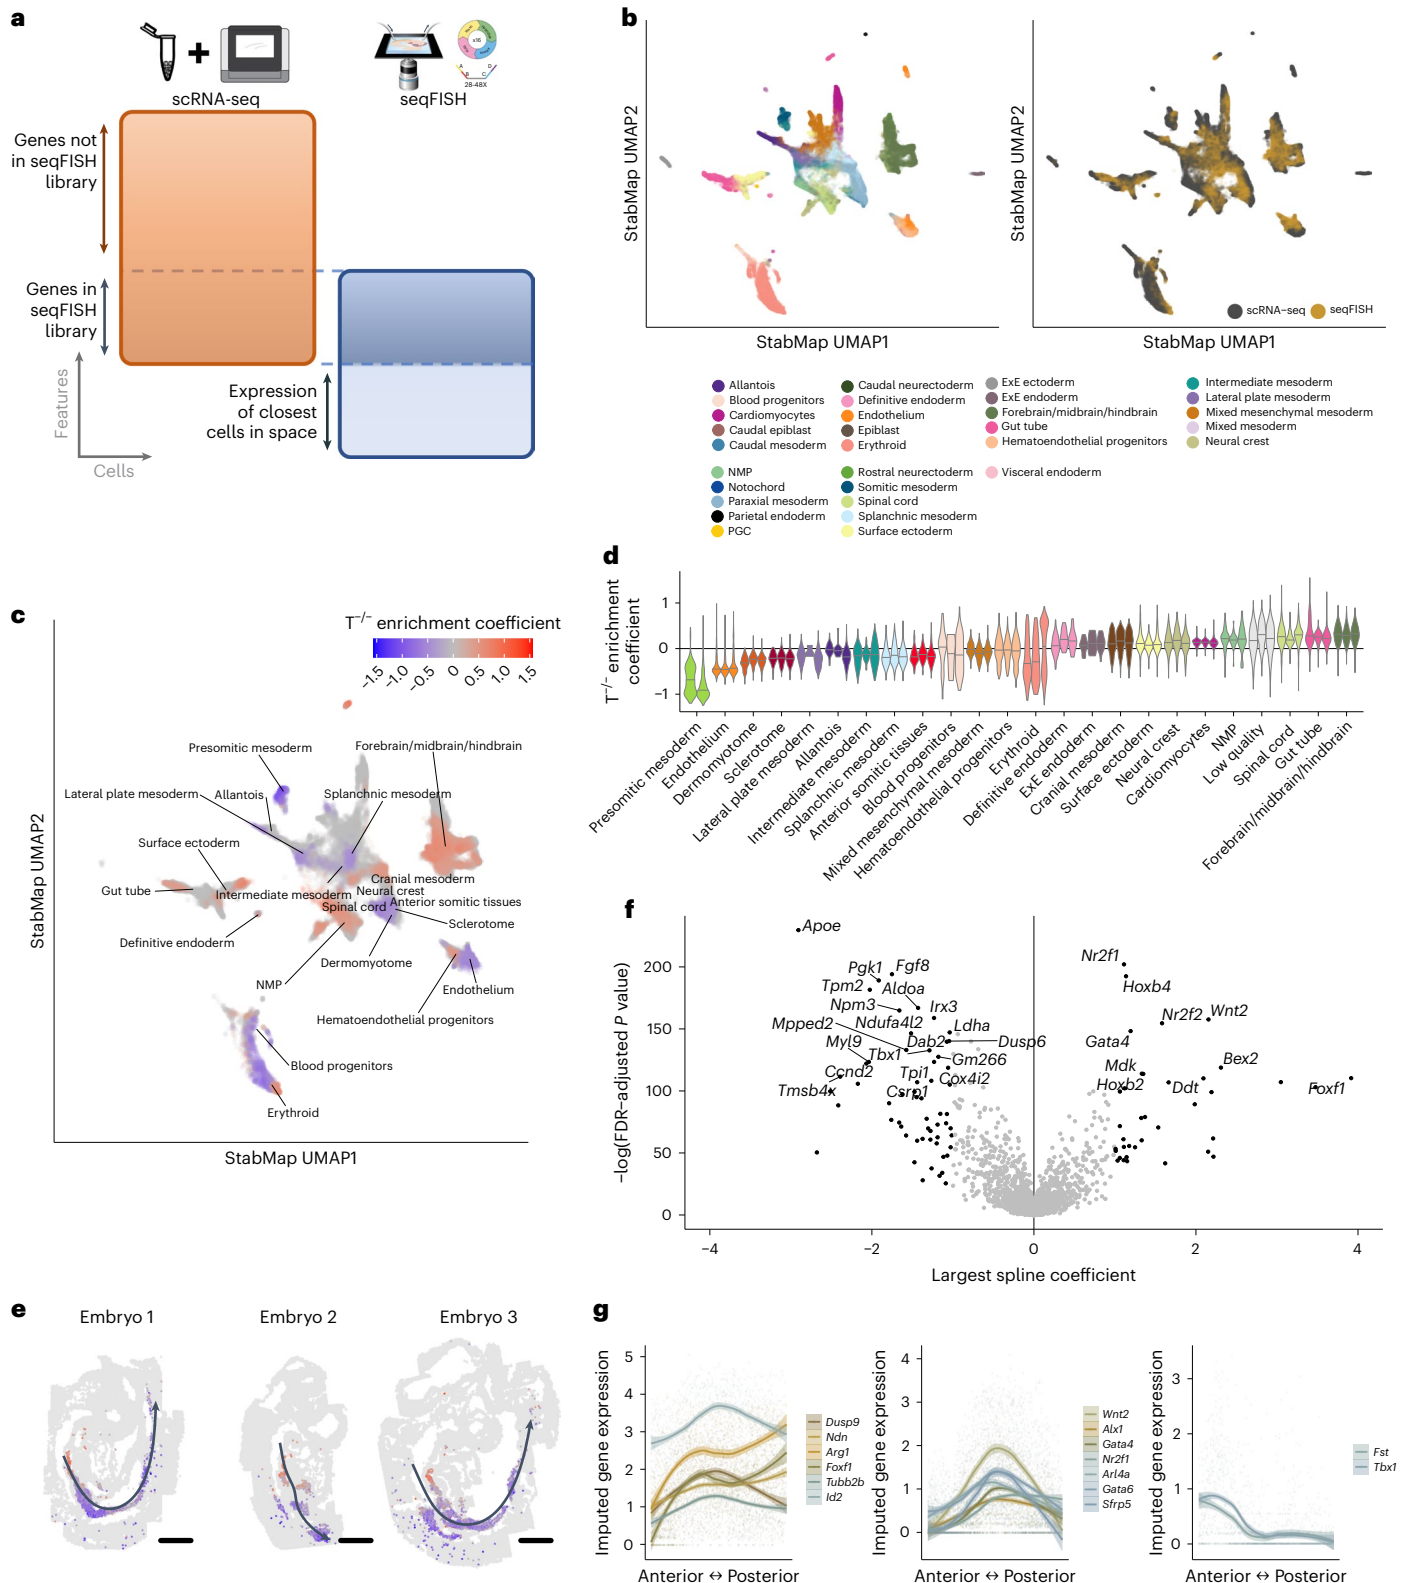 a
scRNA-seq
seqFISH
x16
A
B
C
D
28-48X
Genes not
in seqFISH
library
Genes in
seqFISH
library
Features
Cells
Expression
of closest
cells in space
b
StabMap UMAP2
StabMap UMAP1
StabMap UMAP2
scRNA–seq
seqFISH
StabMap UMAP1
Allantois
Blood progenitors
Cardiomyocytes
Caudal epiblast
Caudal mesoderm
Caudal neurectoderm
Definitive endoderm
Endothelium
Epiblast
Erythroid
ExE ectoderm
ExE endoderm
Forebrain/midbrain/hindbrain
Gut tube
Hematoendothelial progenitors
Intermediate mesoderm
Lateral plate mesoderm
Mixed mesenchymal mesoderm
Mixed mesoderm
Neural crest
NMP
Notochord
Paraxial mesoderm
Parietal endoderm
PGC
Rostral neurectoderm
Somitic mesoderm
Spinal cord
Splanchnic mesoderm
Surface ectoderm
Visceral endoderm
c
T−/− enrichment coefficient
−1.5
−1.0
−0.5
0
0.5
1.0
1.5
Presomitic mesoderm
Forebrain/midbrain/hindbrain
Lateral plate mesoderm
Allantois
Splanchnic mesoderm
Surface ectoderm
Gut tube
Cranial mesoderm
Intermediate mesoderm
Neural crest
Spinal cord
Anterior somitic tissues
Sclerotome
Definitive endoderm
Dermomyotome
NMP
Endothelium
Hematoendothelial progenitors
Blood progenitors
Erythroid
StabMap UMAP2
StabMap UMAP1
d
T−/− enrichment
coefficient
1
0
−1
Presomitic mesoderm
Endothelium
Dermomyotome
Sclerotome
Lateral plate mesoderm
Allantois
Intermediate mesoderm
Splanchnic mesoderm
Anterior somitic tissues
Blood progenitors
Mixed mesenchymal mesoderm
Hematoendothelial progenitors
Erythroid
Definitive endoderm
ExE endoderm
Cranial mesoderm
Surface ectoderm
Neural crest
Cardiomyocytes
NMP
Low quality
Spinal cord
Gut tube
Forebrain/midbrain/hindbrain
f
−log(FDR–adjusted P value)
200
150
100
50
0
−4
−2
0
2
4
Largest spline coefficient
Apoe
Pgk1
Fgf8
Tpm2
Aldoa
Npm3
Irx3
Mpped2
Ndufa4l2
Ldha
Myl9
Tbx1
Dab2
Dusp6
Gm266
Ccnd2
Tpi1
Cox4i2
Tmsb4x
Csrp1
Nr2f1
Hoxb4
Nr2f2
Wnt2
Gata4
Mdk
Bex2
Hoxb2
Ddt
Foxf1
e
Embryo 1
Embryo 2
Embryo 3
g
Imputed gene expression
5
4
3
2
1
0
Anterior ↔ Posterior
Dusp9
Ndn
Arg1
Foxf1
Tubb2b
Id2
Imputed gene expression
4
3
2
1
0
Anterior ↔ Posterior
Wnt2
Alx1
Gata4
Nr2f1
Arl4a
Gata6
Sfrp5
Imputed gene expression
3
2
1
0
Anterior ↔ Posterior
Fst
Tbx1